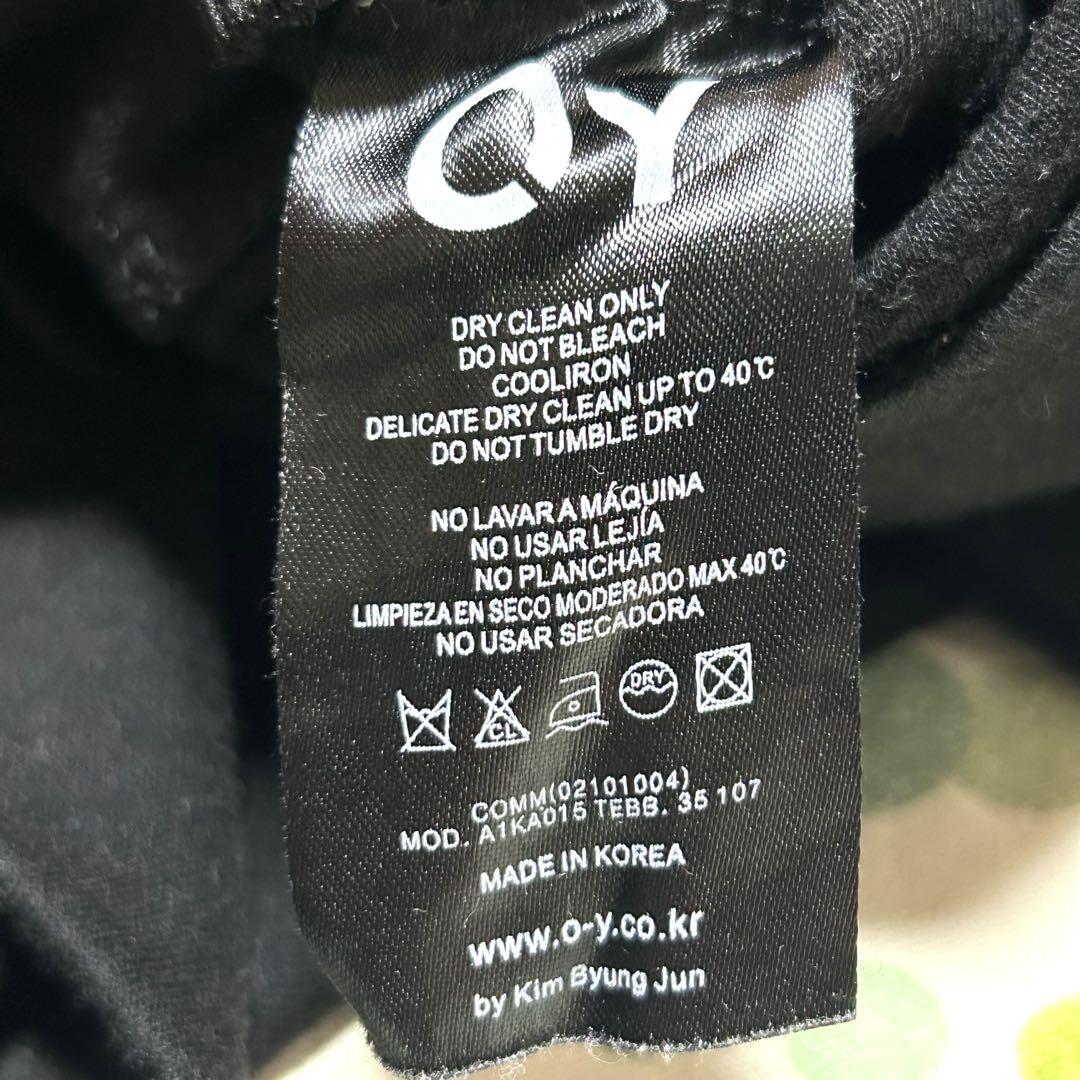 OY
DRY CLEAN ONLY
DO NOT BLEACH
COOLIRON
DELICATE DRY CLEAN UP TO 40℃
DO NOT TUMBLE DRY
NO LAVAR A MÁQUINA
NO USAR LEJÍA
NO PLANCHAR
LIMPIEZA EN SECO MODERADO MAX 40℃
NO USAR SECADORA
CL DRY
COMM(02101004)
MOD. A1KA015 TEBB. 35 107
MADE IN KOREA
www.o-y.co.kr
by Kim Byung Jun